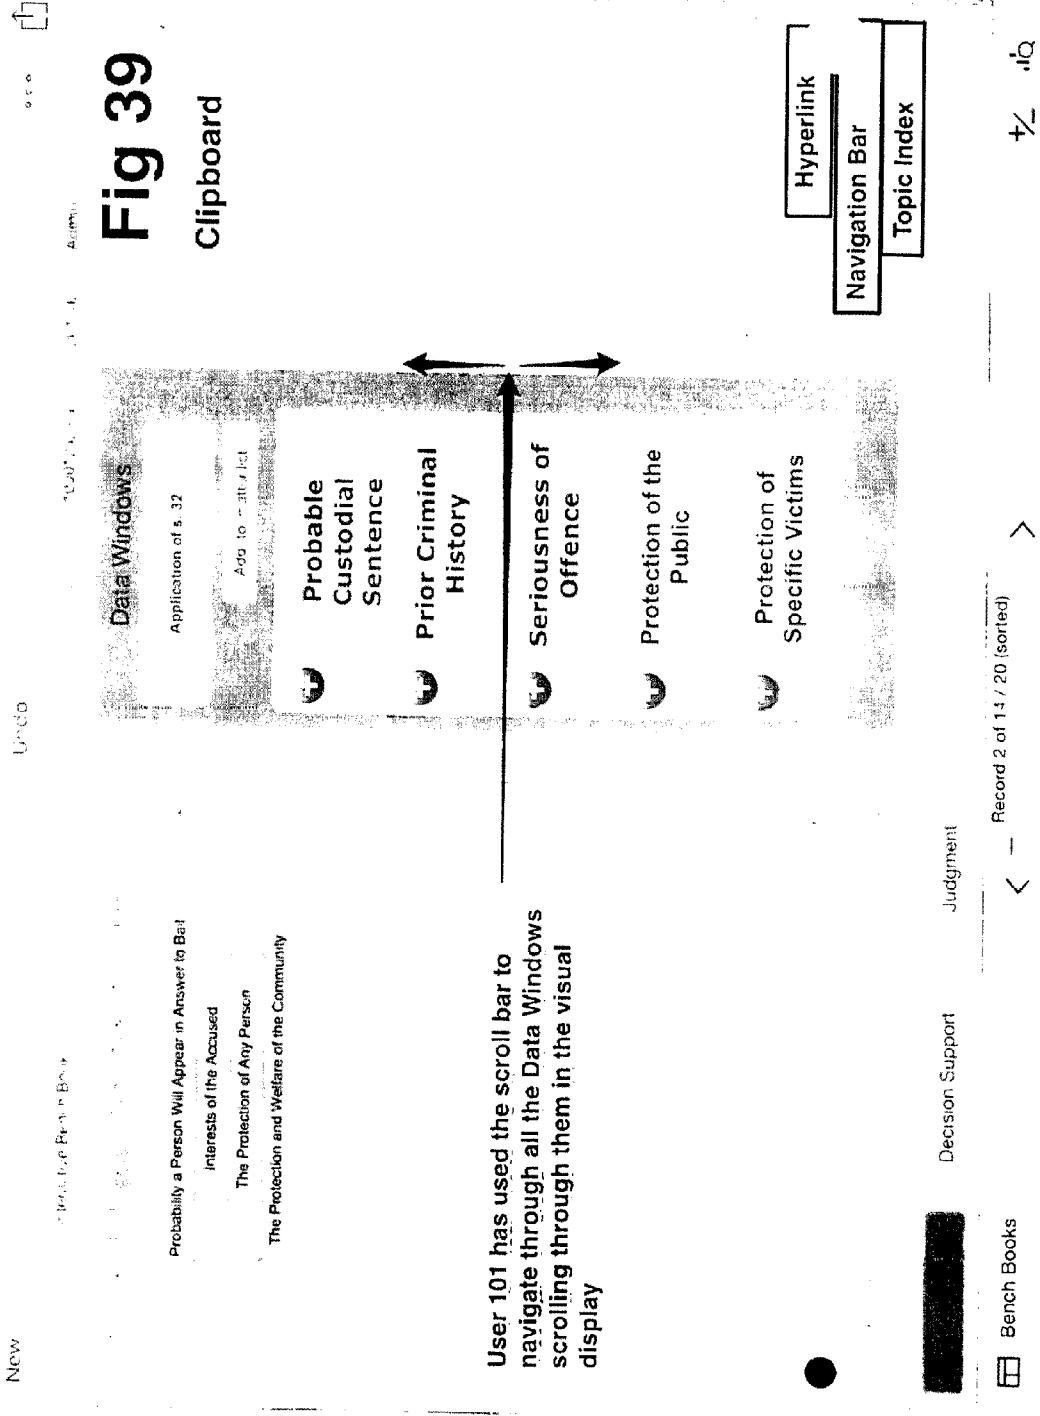 New
Undo
Fig 39
Clipboard
Data Windows
Application of s. 32
Probability a Person Will Appear in Answer to Bail
Interests of the Accused
The Protection of Any Person
The Protection and Welfare of the Community
Probable
Custodial
Sentence
Prior Criminal
History
Seriousness of
Offence
Protection of the
Public
Protection of
Specific Victims
User 101 has used the scroll bar to
navigate through all the Data Windows
scrolling through them in the visual
display
Hyperlink
Navigation Bar
Topic Index
Decision Support
Judgment
Bench Books
Record 2 of 14 / 20 (sorted)